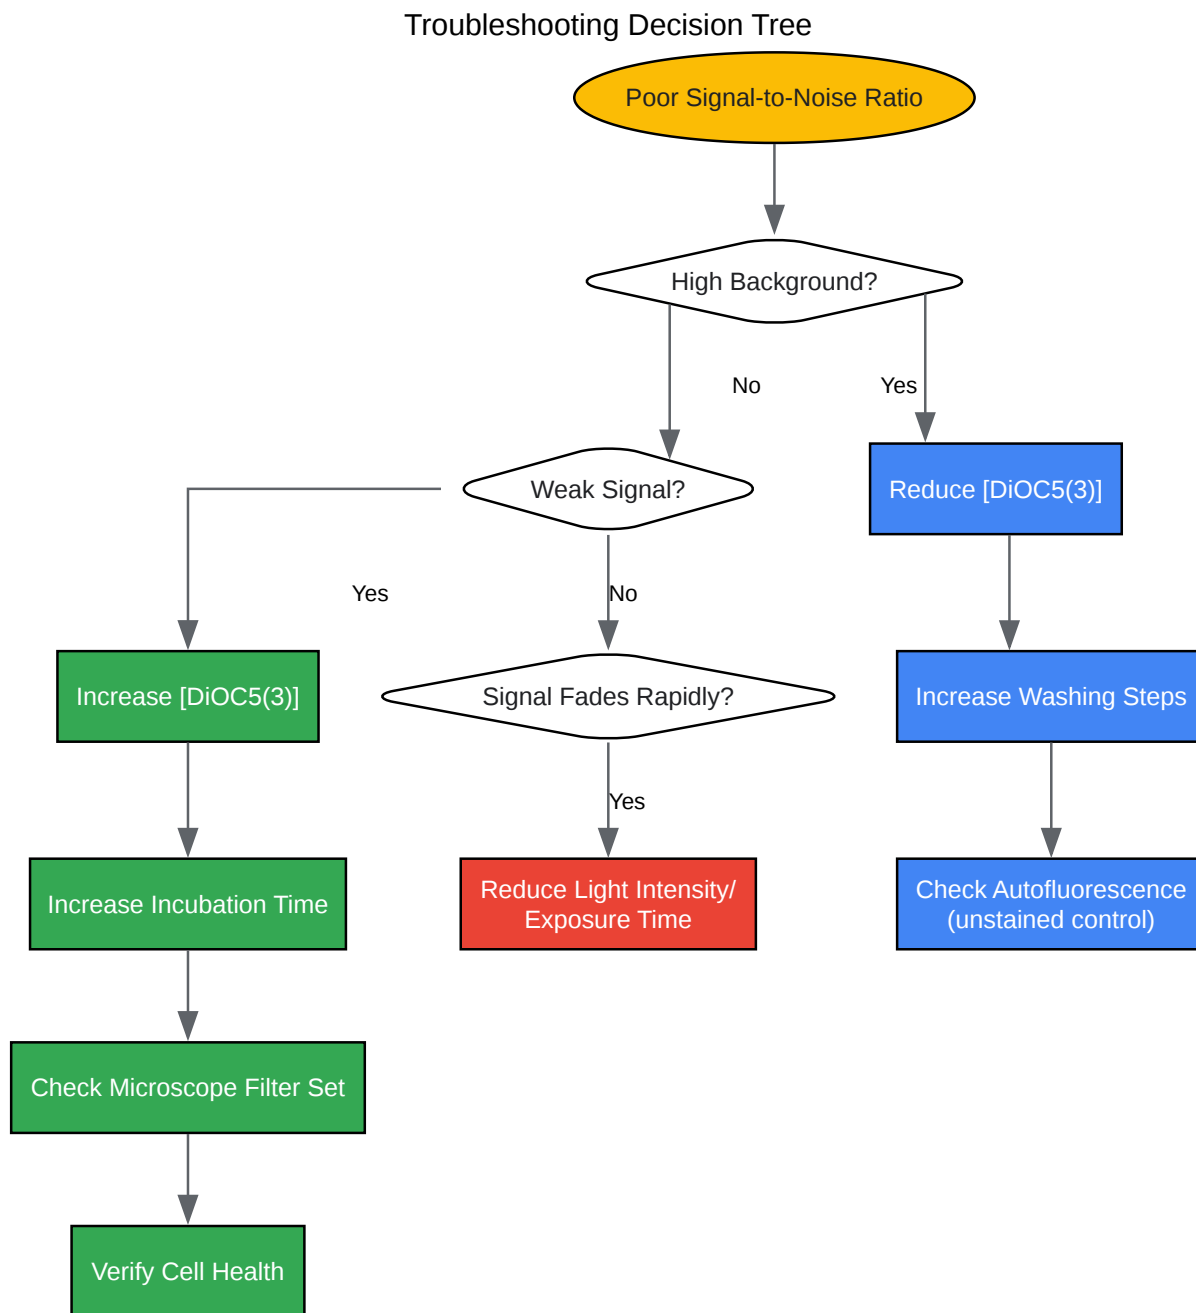 Troubleshooting Decision Tree
Poor Signal-to-Noise Ratio
High Background?
No
Yes
Weak Signal?
Reduce [DiOC5(3)]
Yes
No
Increase [DiOC5(3)]
Signal Fades Rapidly?
Increase Washing Steps
Yes
Increase Incubation Time
Reduce Light Intensity/
Exposure Time
Check Autofluorescence
(unstained control)
Check Microscope Filter Set
Verify Cell Health